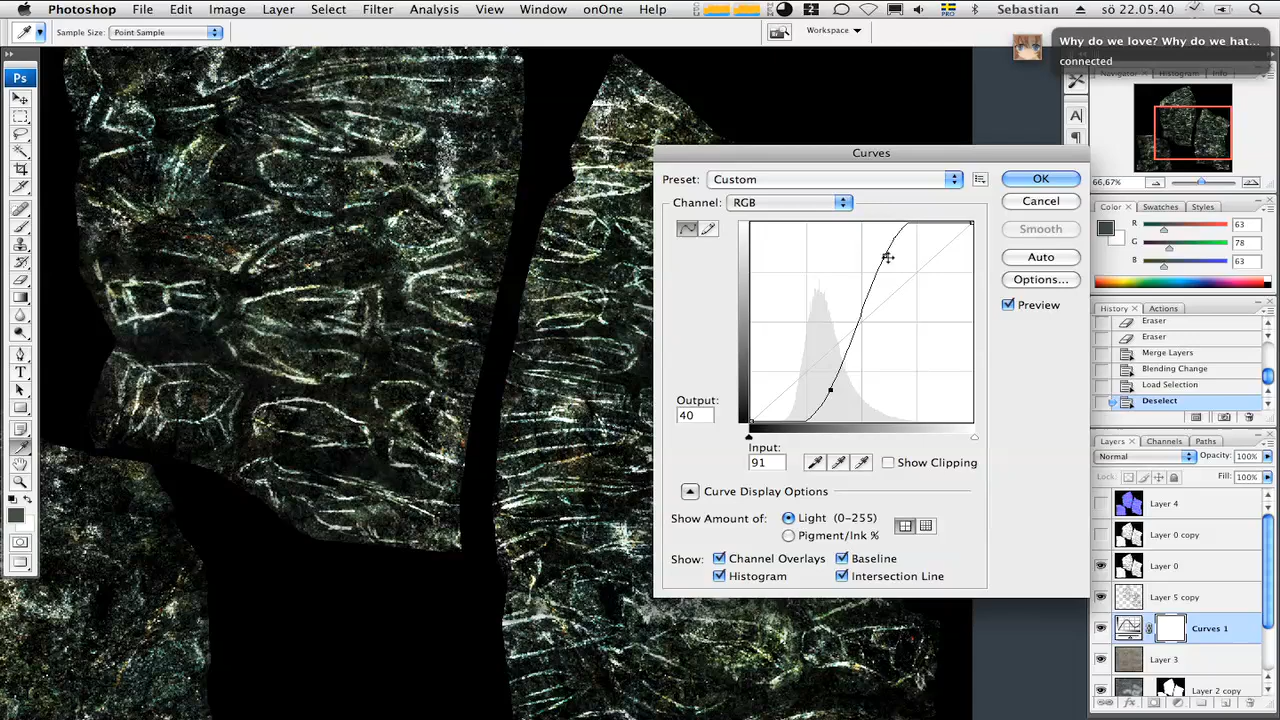 Photoshop File Edit Image Layer Select Filter Analysis View Window onOne Help Sebastian sö 22.05.40
Sample Size: Point Sample Workspace
Why do we love? Why do we hat...
connected
Navigator Histogram Info
66,67%
Ps
Curves
Preset: Custom
OK
Channel: RGB
Cancel
Smooth
Auto
Options...
Preview
Output:
40
Input:
91
Show Clipping
Curve Display Options
Show Amount of: Light (0–255)
Pigment/Ink %
Show: Channel Overlays Baseline
Histogram Intersection Line
Color Swatches Styles
R 63
G 78
B 63
History Actions
Eraser
Eraser
Merge Layers
Blending Change
Load Selection
Deselect
Layers Channels Paths
Normal Opacity: 100%
Lock: Fill: 100%
Layer 4
Layer 0 copy
Layer 0
Layer 5 copy
Curves 1
Layer 3
Layer 2 copy